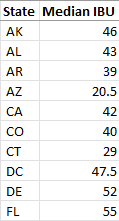 State Median IBU
AK 46
AL 43
AR 39
AZ 20.5
CA 42
CO 40
CT 29
DC 47.5
DE 52
FL 55